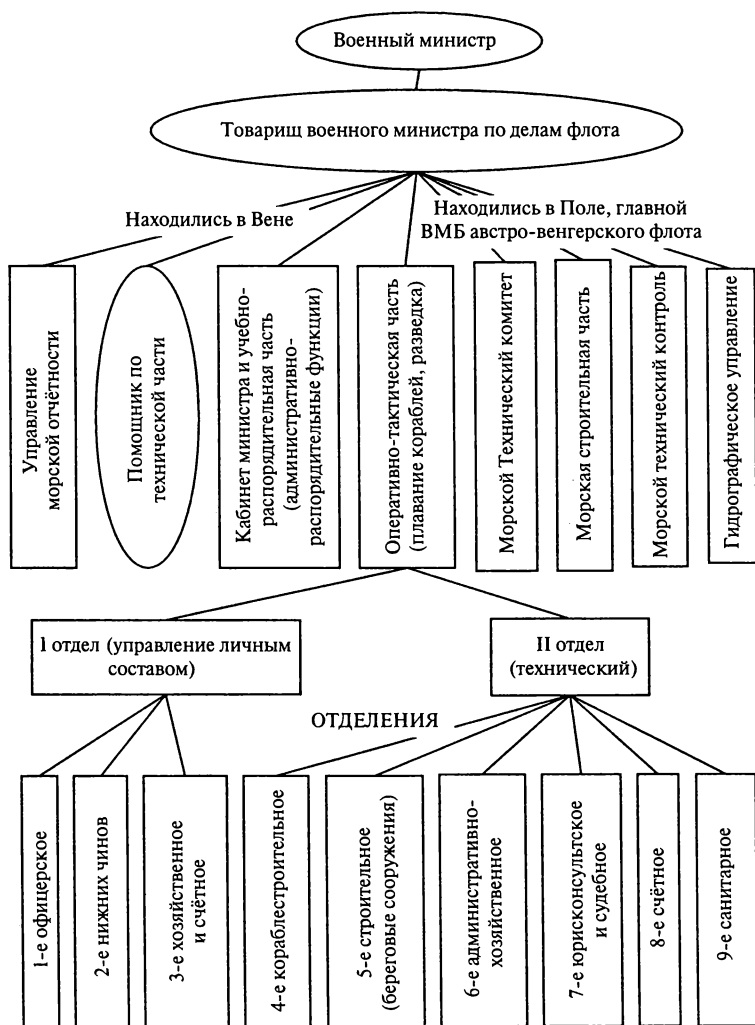 Военный министр
Товарищ военного министра по делам флота
Находились в Вене
Находились в Поле, главной
ВМБ австро-венгерского флота
Управление
морской отчётности
Помощник по
технической части
Кабинет министра и учебно-
распорядительная часть
(административно-
распорядительные функции)
Оперативно-тактическая часть
(плавание кораблей, разведка)
Морской Технический комитет
Морская строительная часть
Морской технический контроль
Гидрографическое управление
1 отдел (управление личным
составом)
II отдел
(технический)
ОТДЕЛЕНИЯ
1-е офицерское
2-е нижних чинов
3-е хозяйственное
и счётное
4-е кораблестроительное
5-е строительное
(береговые сооружения)
6-е административно-
хозяйственное
7-е юрисконсультское
и судебное
8-е счётное
9-е санитарное